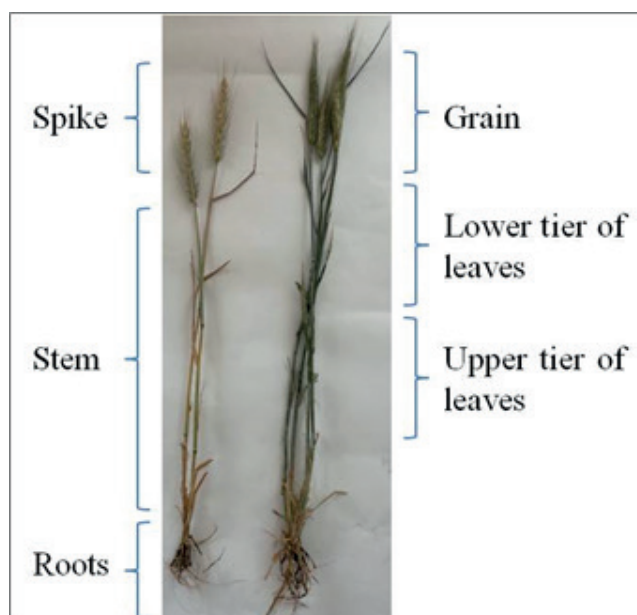 Spike
Stem
Roots
Grain
Lower tier of
leaves
Upper tier of
leaves